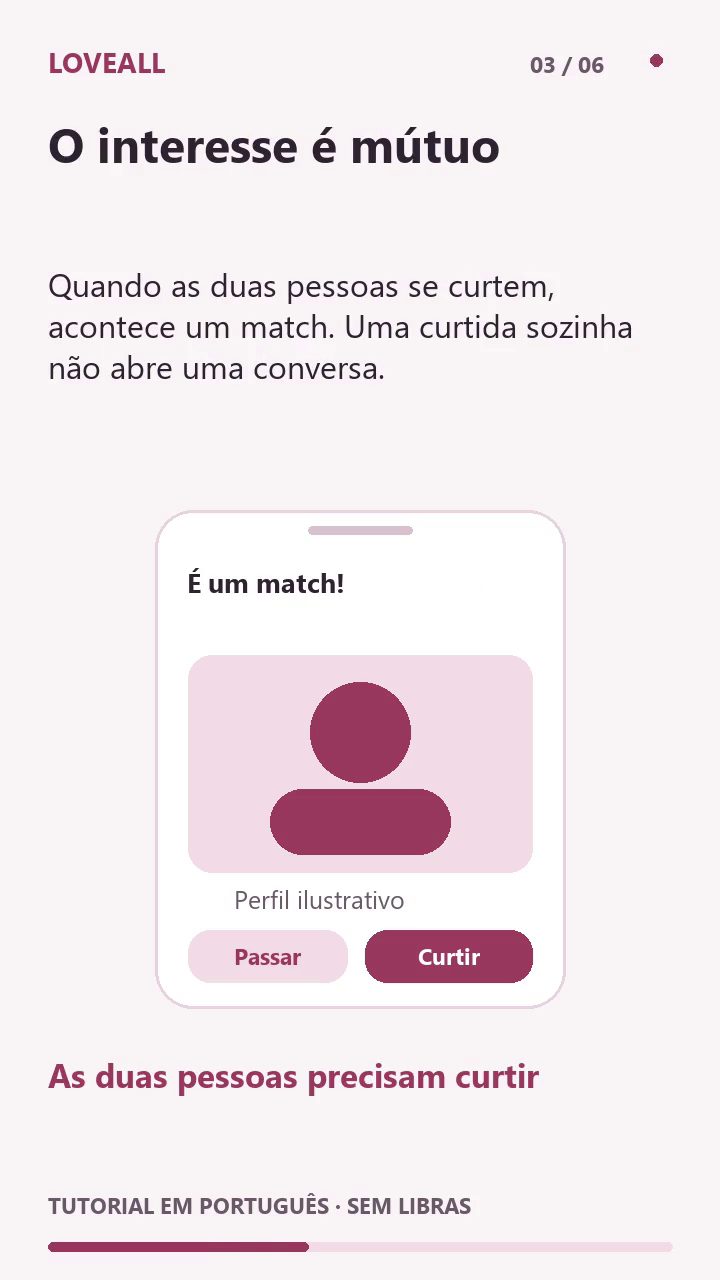 LOVEALL
03 / 06
O interesse é mútuo
Quando as duas pessoas se curtem,
acontece um match. Uma curtida sozinha
não abre uma conversa.
É um match!
Perfil ilustrativo
Passar
Curtir
As duas pessoas precisam curtir
TUTORIAL EM PORTUGUÊS · SEM LIBRAS